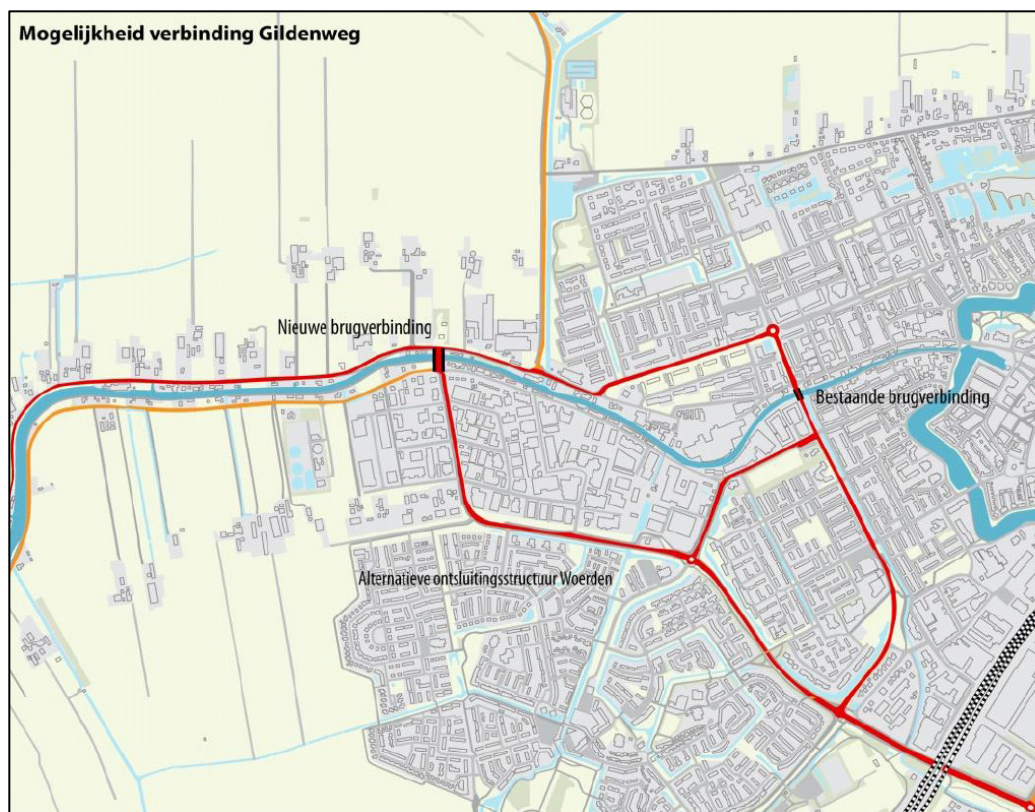 Mogelijkheid verbinding Gildenweg
Nieuwe brugverbinding
Bestaande brugverbinding
Alternatieve ontsluitingsstructuur Woerden